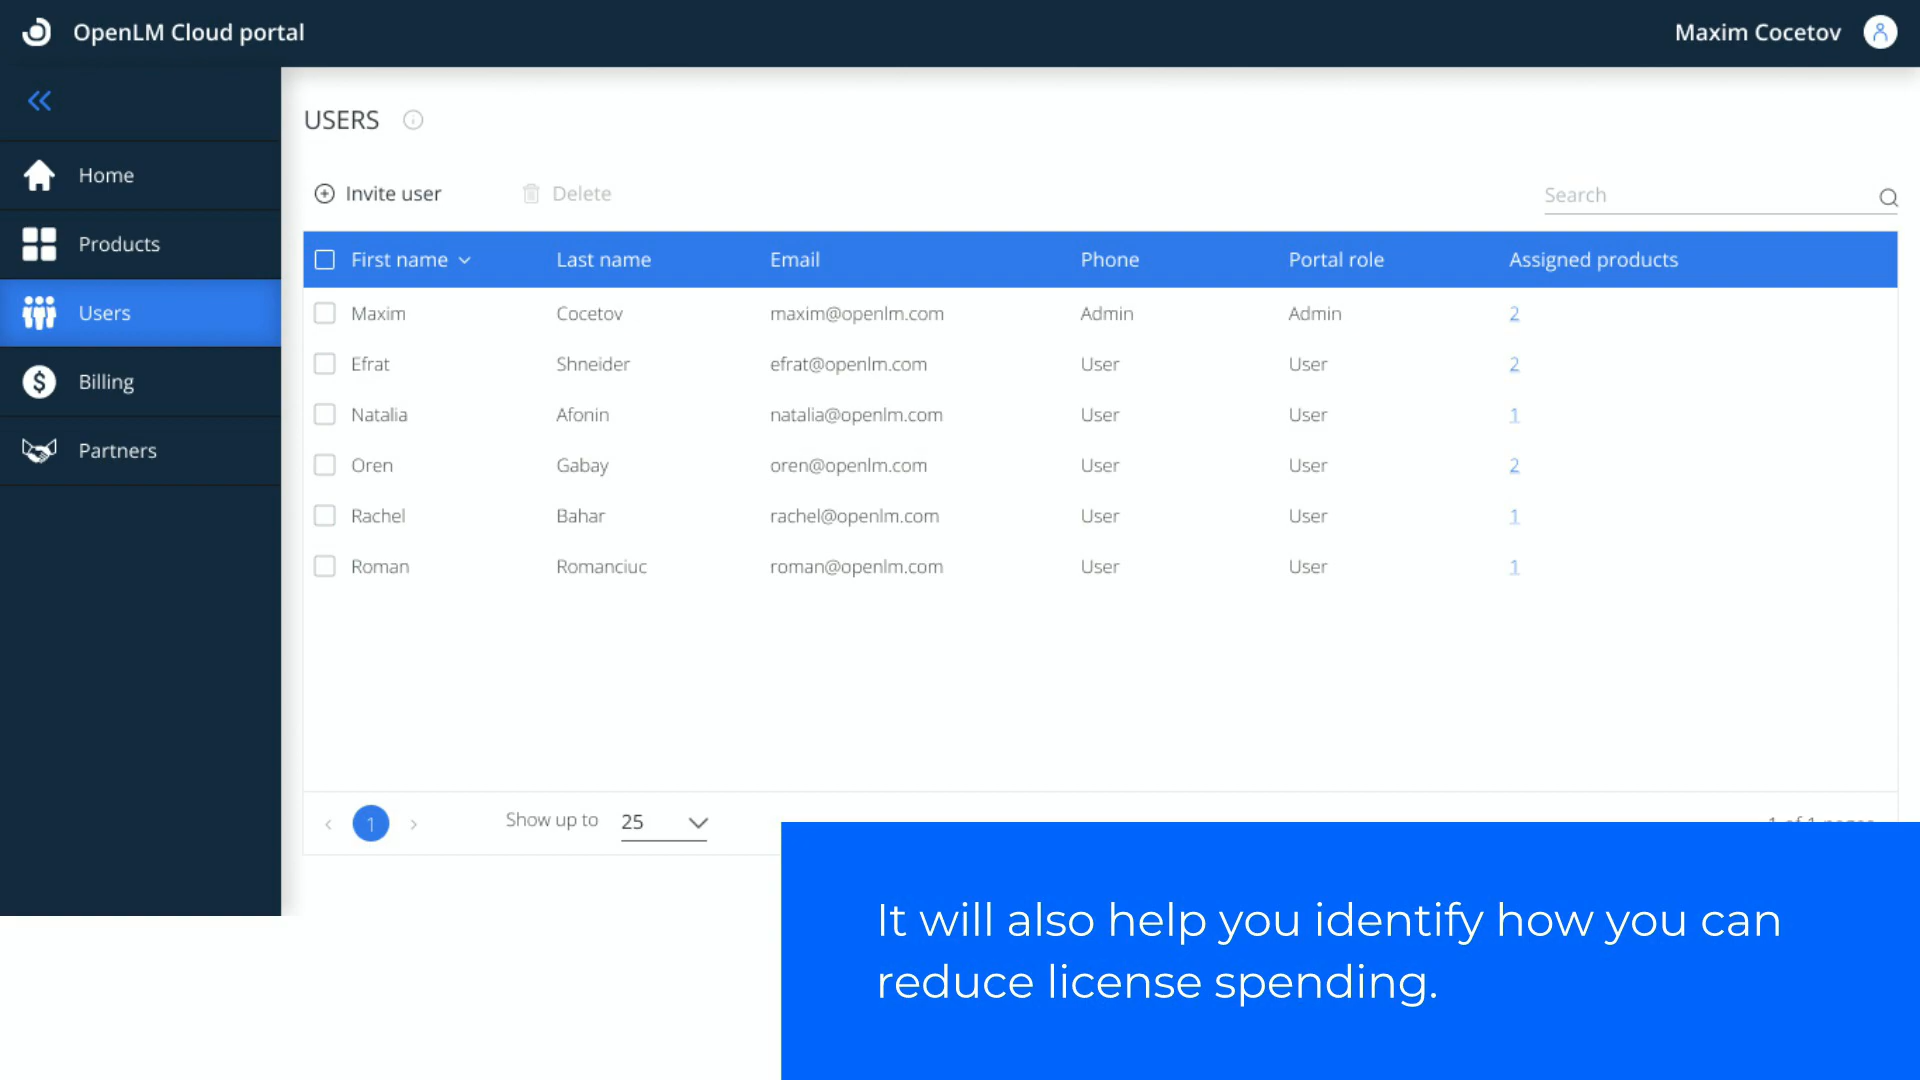 OpenLM Cloud portal
Maxim Cocetov
Home
Products
Users
Billing
Partners
USERS
Invite user
Delete
Search
First name Last name Email Phone Portal role Assigned products
Maxim Cocetov maxim@openlm.com Admin Admin 2
Efrat Shneider efrat@openlm.com User User 2
Natalia Afonin natalia@openlm.com User User 1
Oren Gabay oren@openlm.com User User 2
Rachel Bahar rachel@openlm.com User User 1
Roman Romanciuc roman@openlm.com User User 1
1
Show up to 25
It will also help you identify how you can
reduce license spending.